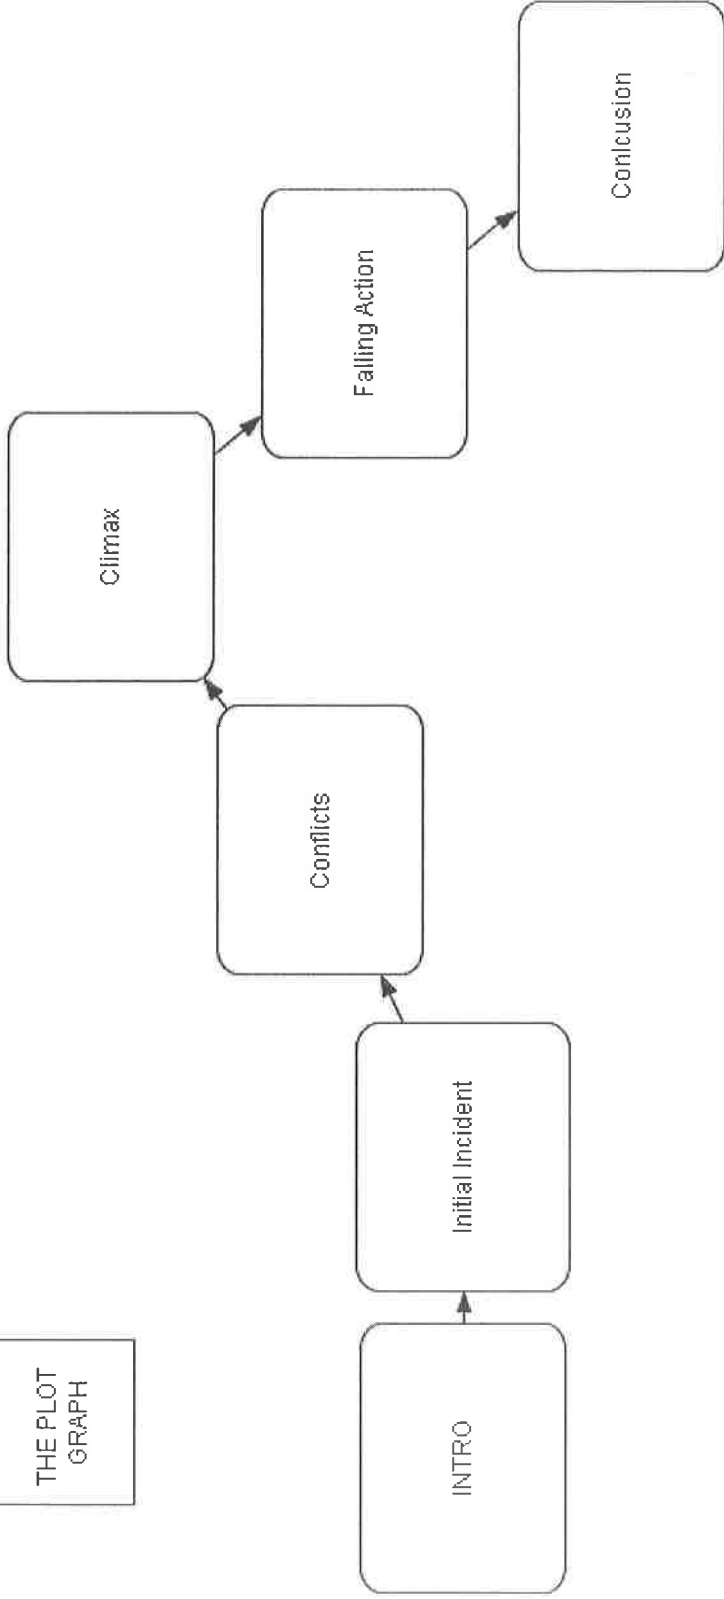 THE PLOT
GRAPH
INTRO
Initial Incident
Conflicts
Climax
Falling Action
Conlcusion